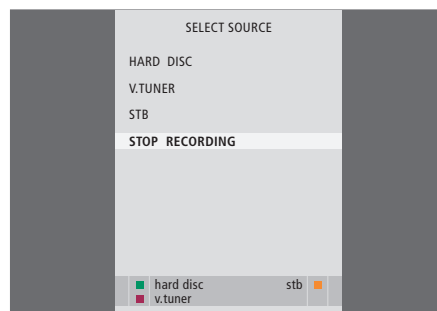 SELECT SOURCE
HARD DISC
V.TUNER
STB
STOP RECORDING
hard disc stb
v.tuner